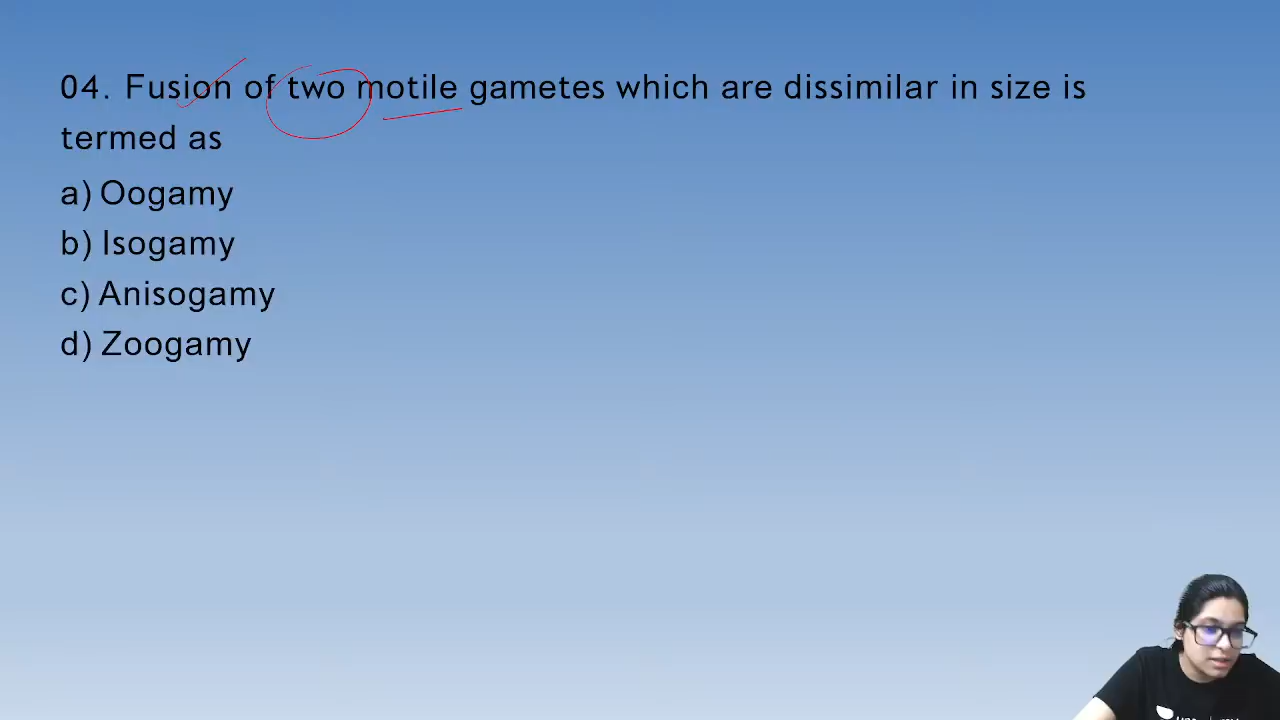 04. Fusion of two motile gametes which are dissimilar in size is
termed as
a) Oogamy
b) Isogamy
c) Anisogamy
d) Zoogamy